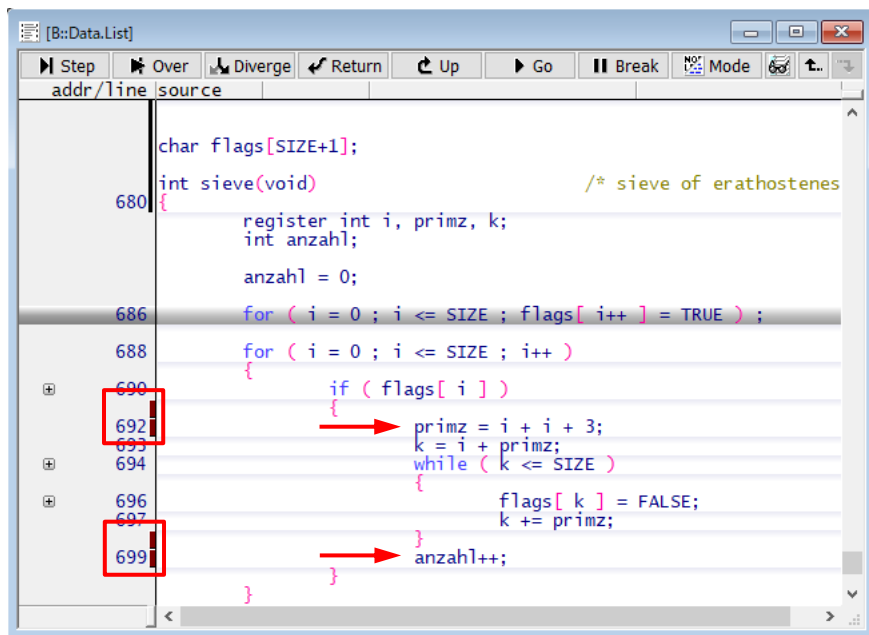 [B::Data.List]
Step Over Diverge Return Up Go Break Mode
addr/line source
char flags[SIZE+1];
int sieve(void) /* sieve of erathostenes
680 {
register int i, primz, k;
int anzahl;
anzahl = 0;
686 for ( i = 0 ; i <= SIZE ; flags[ i++ ] = TRUE ) ;
688 for ( i = 0 ; i <= SIZE ; i++ )
{
690 if ( flags[ i ] )
{
692 primz = i + i + 3;
693 k = i + primz;
694 while ( k <= SIZE )
{
696 flags[ k ] = FALSE;
697 k += primz;
}
699 anzahl++;
}
}